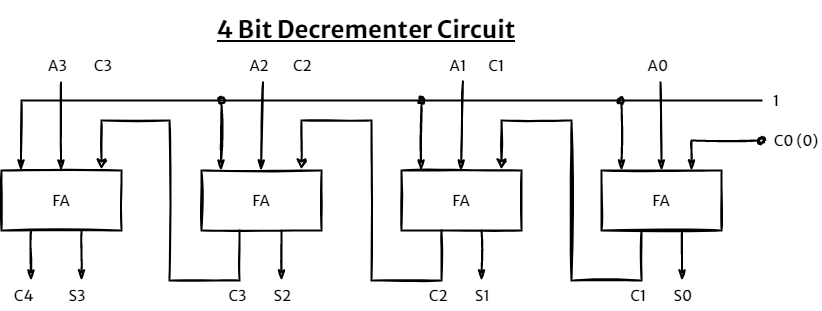 4 Bit Decrementer Circuit
A3 C3 A2 C2 A1 C1 A0
1
C0 (0)
FA FA FA FA
C4 S3 C3 S2 C2 S1 C1 S0